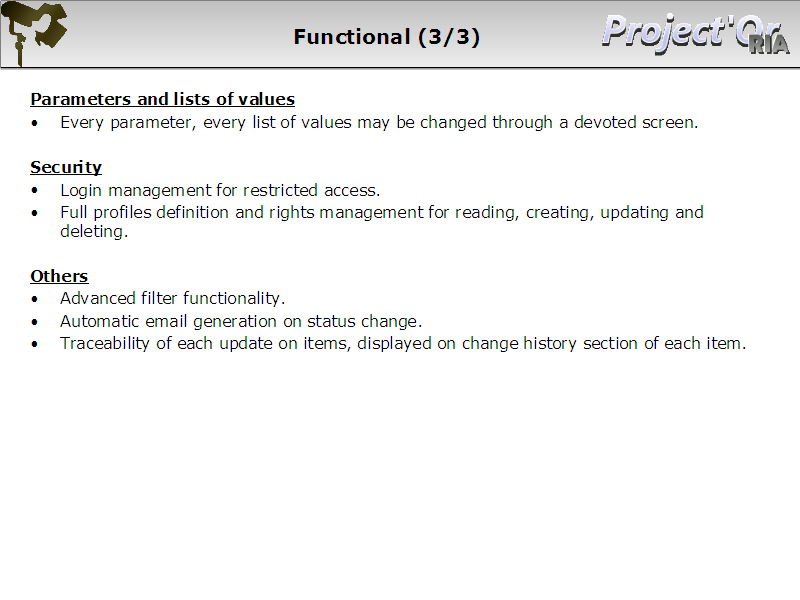 Functional (3/3)
Project'Or
RIA
Parameters and lists of values
• Every parameter, every list of values may be changed through a devoted screen.
Security
• Login management for restricted access.
• Full profiles definition and rights management for reading, creating, updating and
deleting.
Others
• Advanced filter functionality.
• Automatic email generation on status change.
• Traceability of each update on items, displayed on change history section of each item.